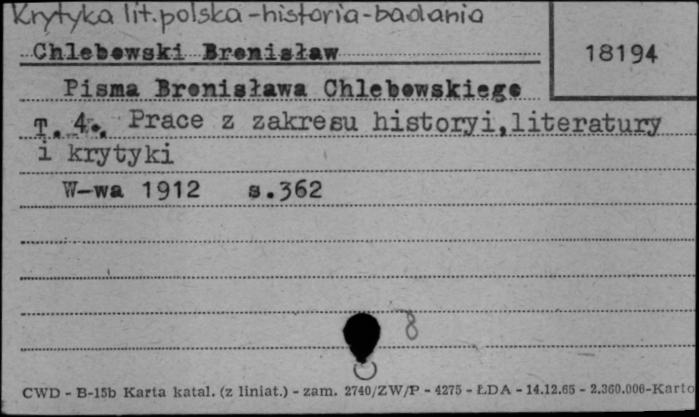 Krytyka lit. polska - historia - badania
Chlebowski Bronisław
18194
Pisma Bronisława Chlebowskiego
T. 4. Prace z zakresu historyi, literatury
i krytyki
W-wa 1912 s.362
8
CWD - B-15b Karta katal. (z liniat.) - zam. 2740/ZW/P - 4275 - ŁDA - 14.12.65 - 2.360.000-Karto